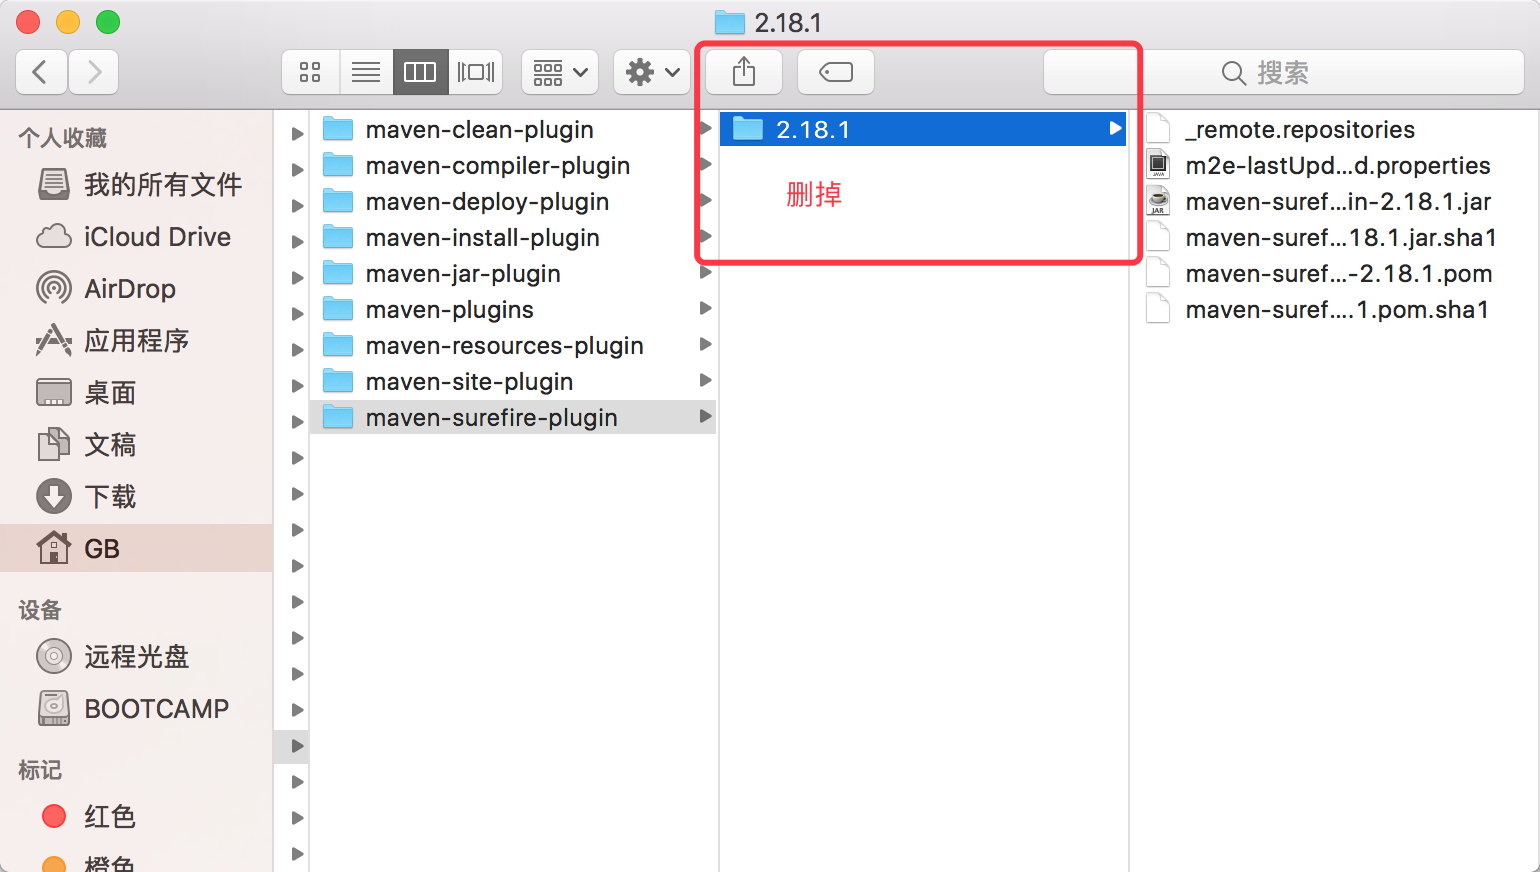 2.18.1
搜索
个人收藏
我的所有文件
iCloud Drive
AirDrop
应用程序
桌面
文稿
下载
GB
设备
远程光盘
BOOTCAMP
标记
红色
橙色
maven-clean-plugin
maven-compiler-plugin
maven-deploy-plugin
maven-install-plugin
maven-jar-plugin
maven-plugins
maven-resources-plugin
maven-site-plugin
maven-surefire-plugin
2.18.1
删掉
_remote.repositories
m2e-lastUpd...d.properties
maven-suref...in-2.18.1.jar
maven-suref...18.1.jar.sha1
maven-suref...-2.18.1.pom
maven-suref....1.pom.sha1
JAVA
JAR